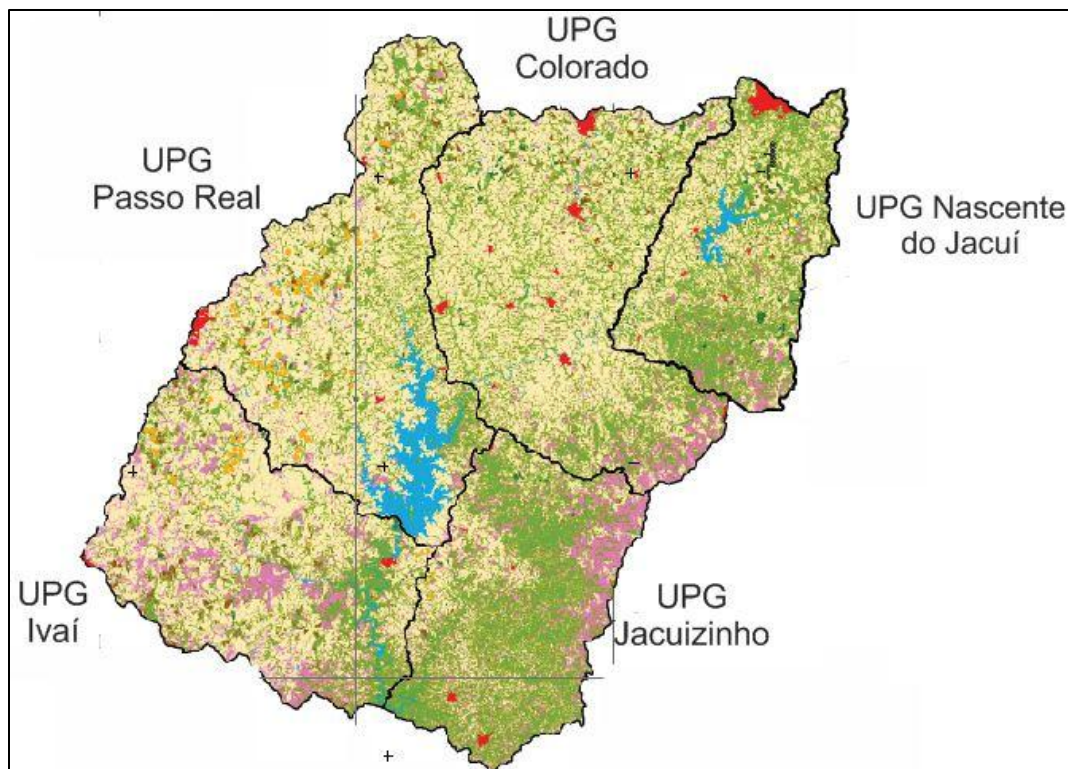 UPG
Colorado
UPG
Passo Real
UPG Nascente
do Jacuí
UPG
Ivaí
UPG
Jacuizinho